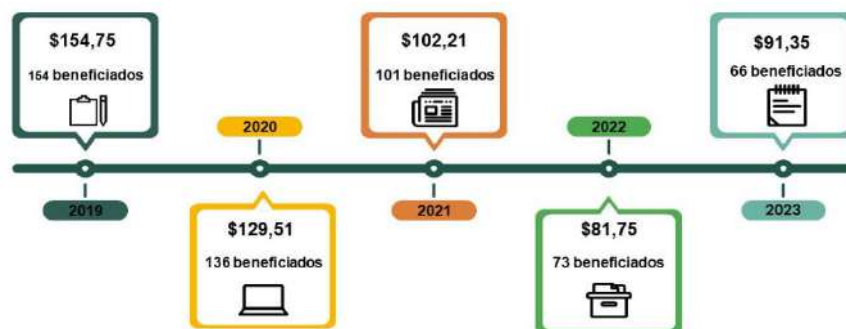 $154,75
164 beneficiados
2019
2020
$129,51
136 beneficiados
$102,21
101 beneficiados
2021
2022
$81,75
73 beneficiados
$91,35
66 beneficiados
2023